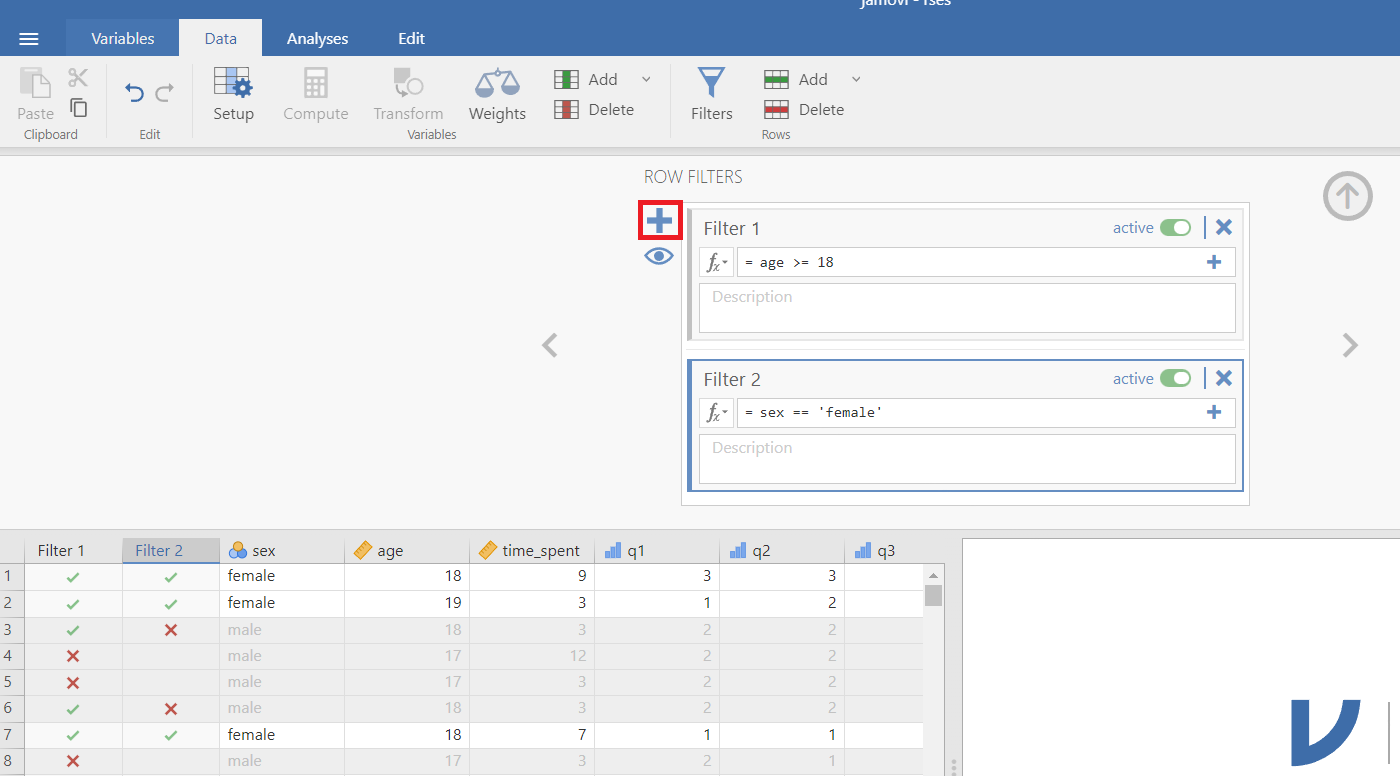 jamovi - rses
Variables Data Analyses Edit
Paste Setup Compute Transform Weights Add Delete Filters Add Delete
Clipboard Edit Variables Rows
ROW FILTERS
Filter 1 active
fx = age >= 18
Description
Filter 2 active
fx = sex == 'female'
Description
Filter 1 Filter 2 sex age time_spent q1 q2 q3
1 female 18 9 3 3
2 female 19 3 1 2
3 male 18 3 2 2
4 male 17 12 2 2
5 male 17 3 2 2
6 male 18 3 2 2
7 female 18 7 1 1
8 male 17 3 2 1